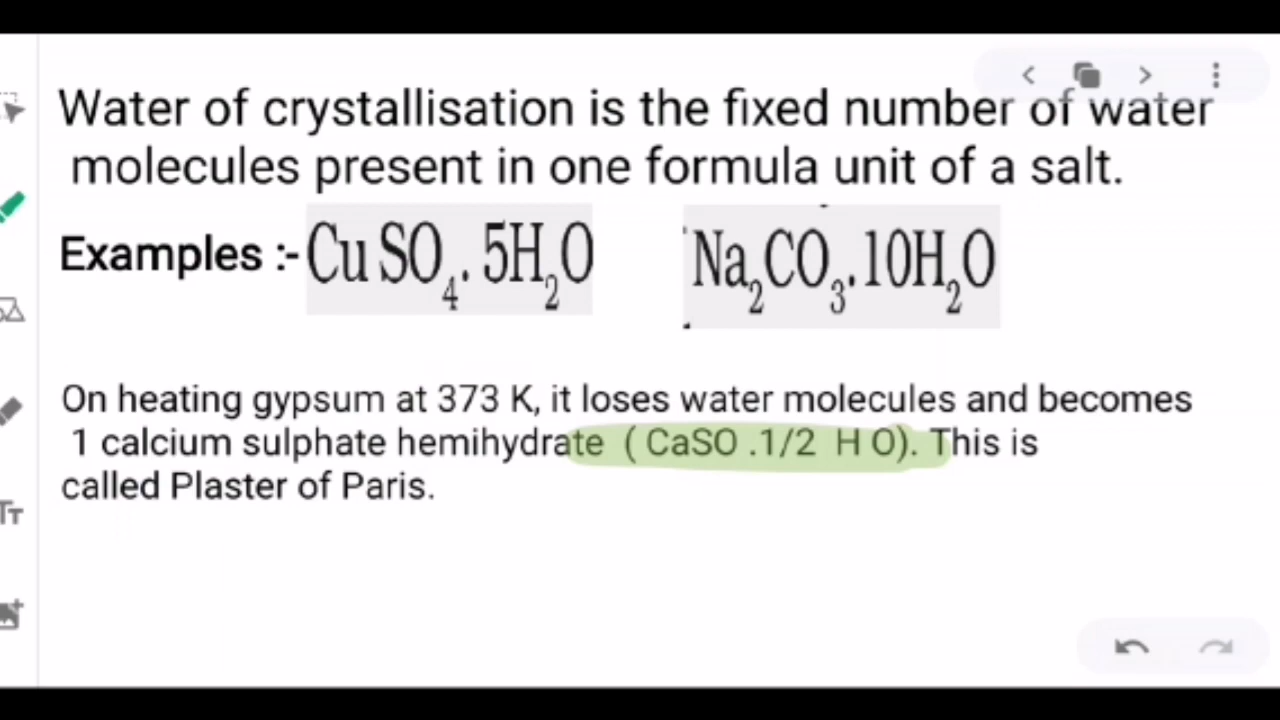 Water of crystallisation is the fixed number of water
molecules present in one formula unit of a salt.
Examples :- CuSO₄. 5H₂O Na₂CO₃.10H₂O
On heating gypsum at 373 K, it loses water molecules and becomes
1 calcium sulphate hemihydrate ( CaSO .1/2 H O). This is
called Plaster of Paris.
Tт